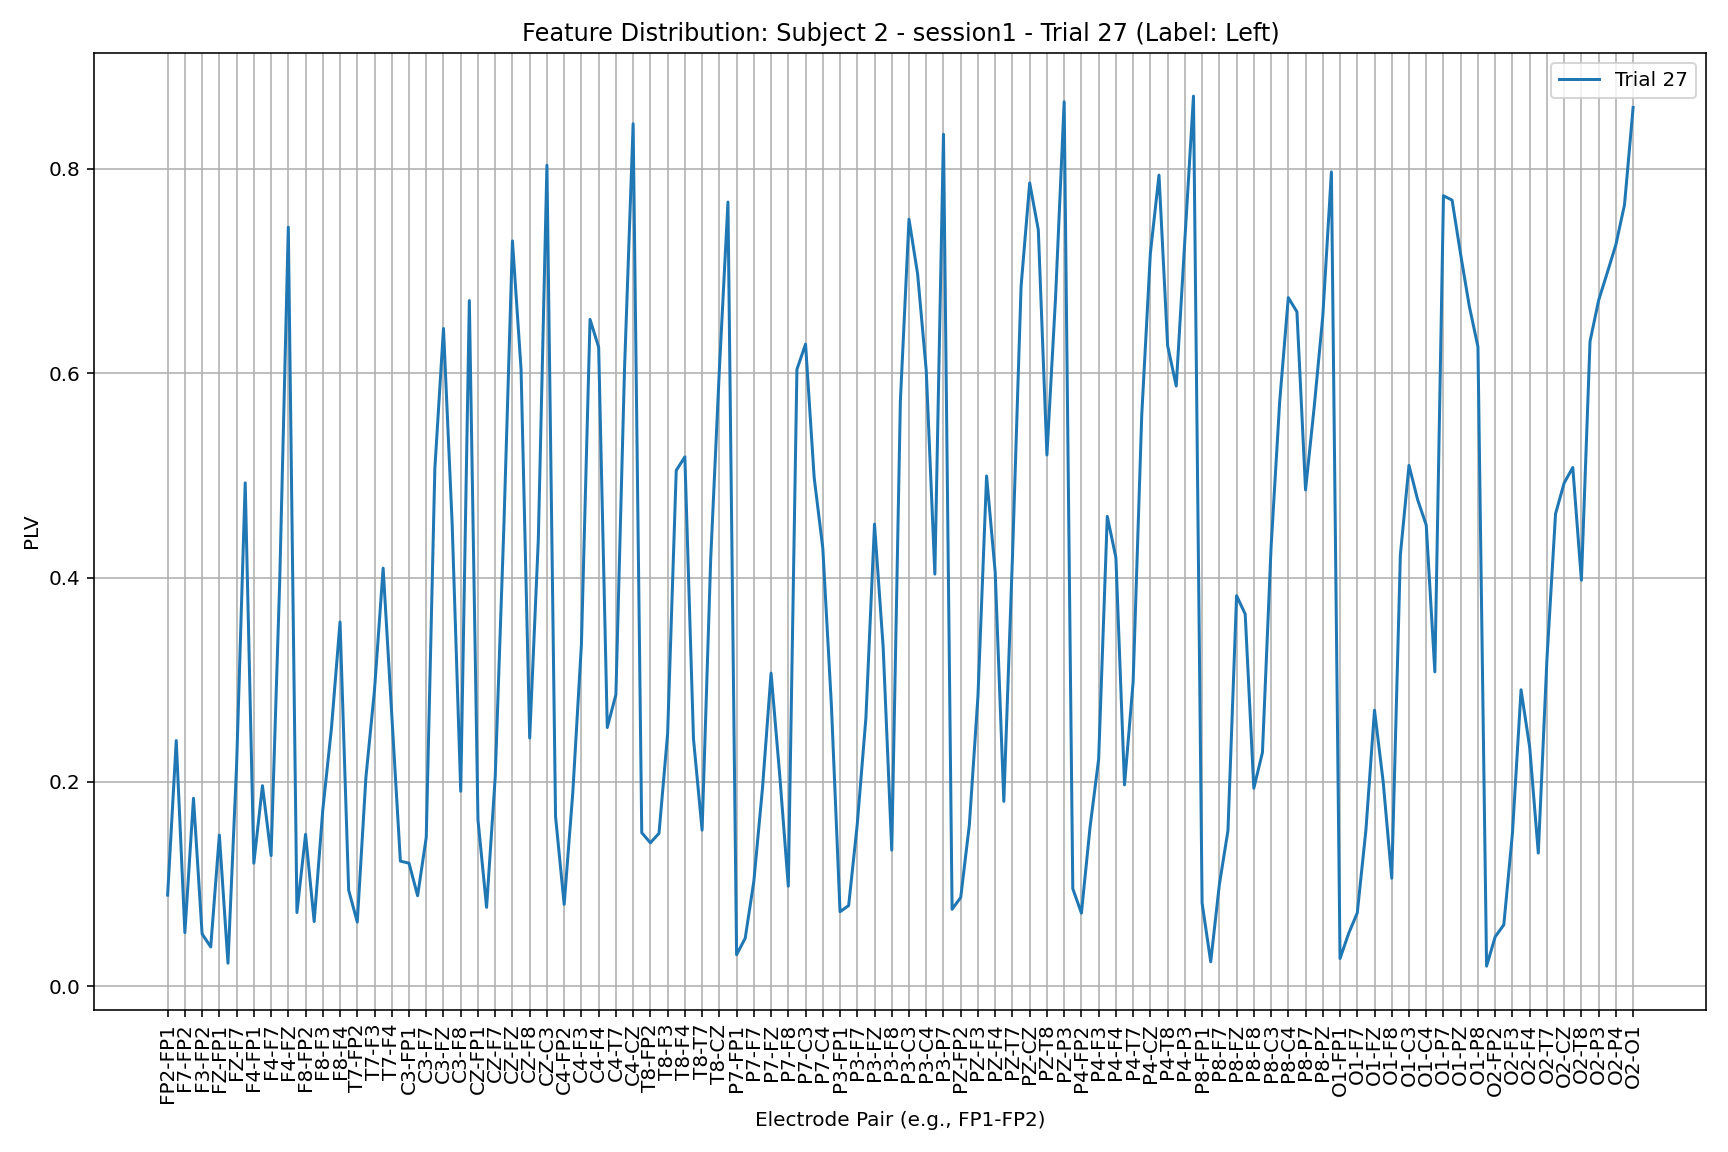 Feature Distribution: Subject 2 - session1 - Trial 27 (Label: Left)
Trial 27
PLV
0.8
0.6
0.4
0.2
0.0
FP2-FP1
F7-FP2
F3-FP2
FZ-FP1
FZ-F7
F4-FP1
F4-F7
F4-FZ
F8-FP2
F8-F3
F8-F4
T7-FP2
T7-F3
T7-F4
C3-FP1
C3-F7
C3-FZ
C3-F8
CZ-FP1
CZ-F7
CZ-FZ
CZ-F8
CZ-C3
C4-FP2
C4-F3
C4-F4
C4-T7
C4-CZ
T8-FP2
T8-F3
T8-F4
T8-T7
T8-CZ
P7-FP1
P7-F7
P7-FZ
P7-F8
P7-C3
P7-C4
P3-FP1
P3-F7
P3-FZ
P3-F8
P3-C3
P3-C4
P3-P7
PZ-FP2
PZ-F3
PZ-F4
PZ-T7
PZ-CZ
PZ-T8
PZ-P3
P4-FP2
P4-F3
P4-F4
P4-T7
P4-CZ
P4-T8
P4-P3
P8-FP1
P8-F7
P8-FZ
P8-F8
P8-C3
P8-C4
P8-P7
P8-PZ
O1-FP1
O1-F7
O1-FZ
O1-F8
O1-C3
O1-C4
O1-P7
O1-PZ
O1-P8
O2-FP2
O2-F3
O2-F4
O2-T7
O2-CZ
O2-T8
O2-P3
O2-P4
O2-O1
Electrode Pair (e.g., FP1-FP2)